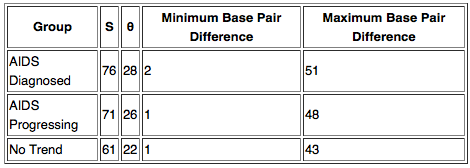 Group S θ Minimum Base Pair Difference Maximum Base Pair Difference
AIDS Diagnosed 76 28 2 51
AIDS Progressing 71 26 1 48
No Trend 61 22 1 43